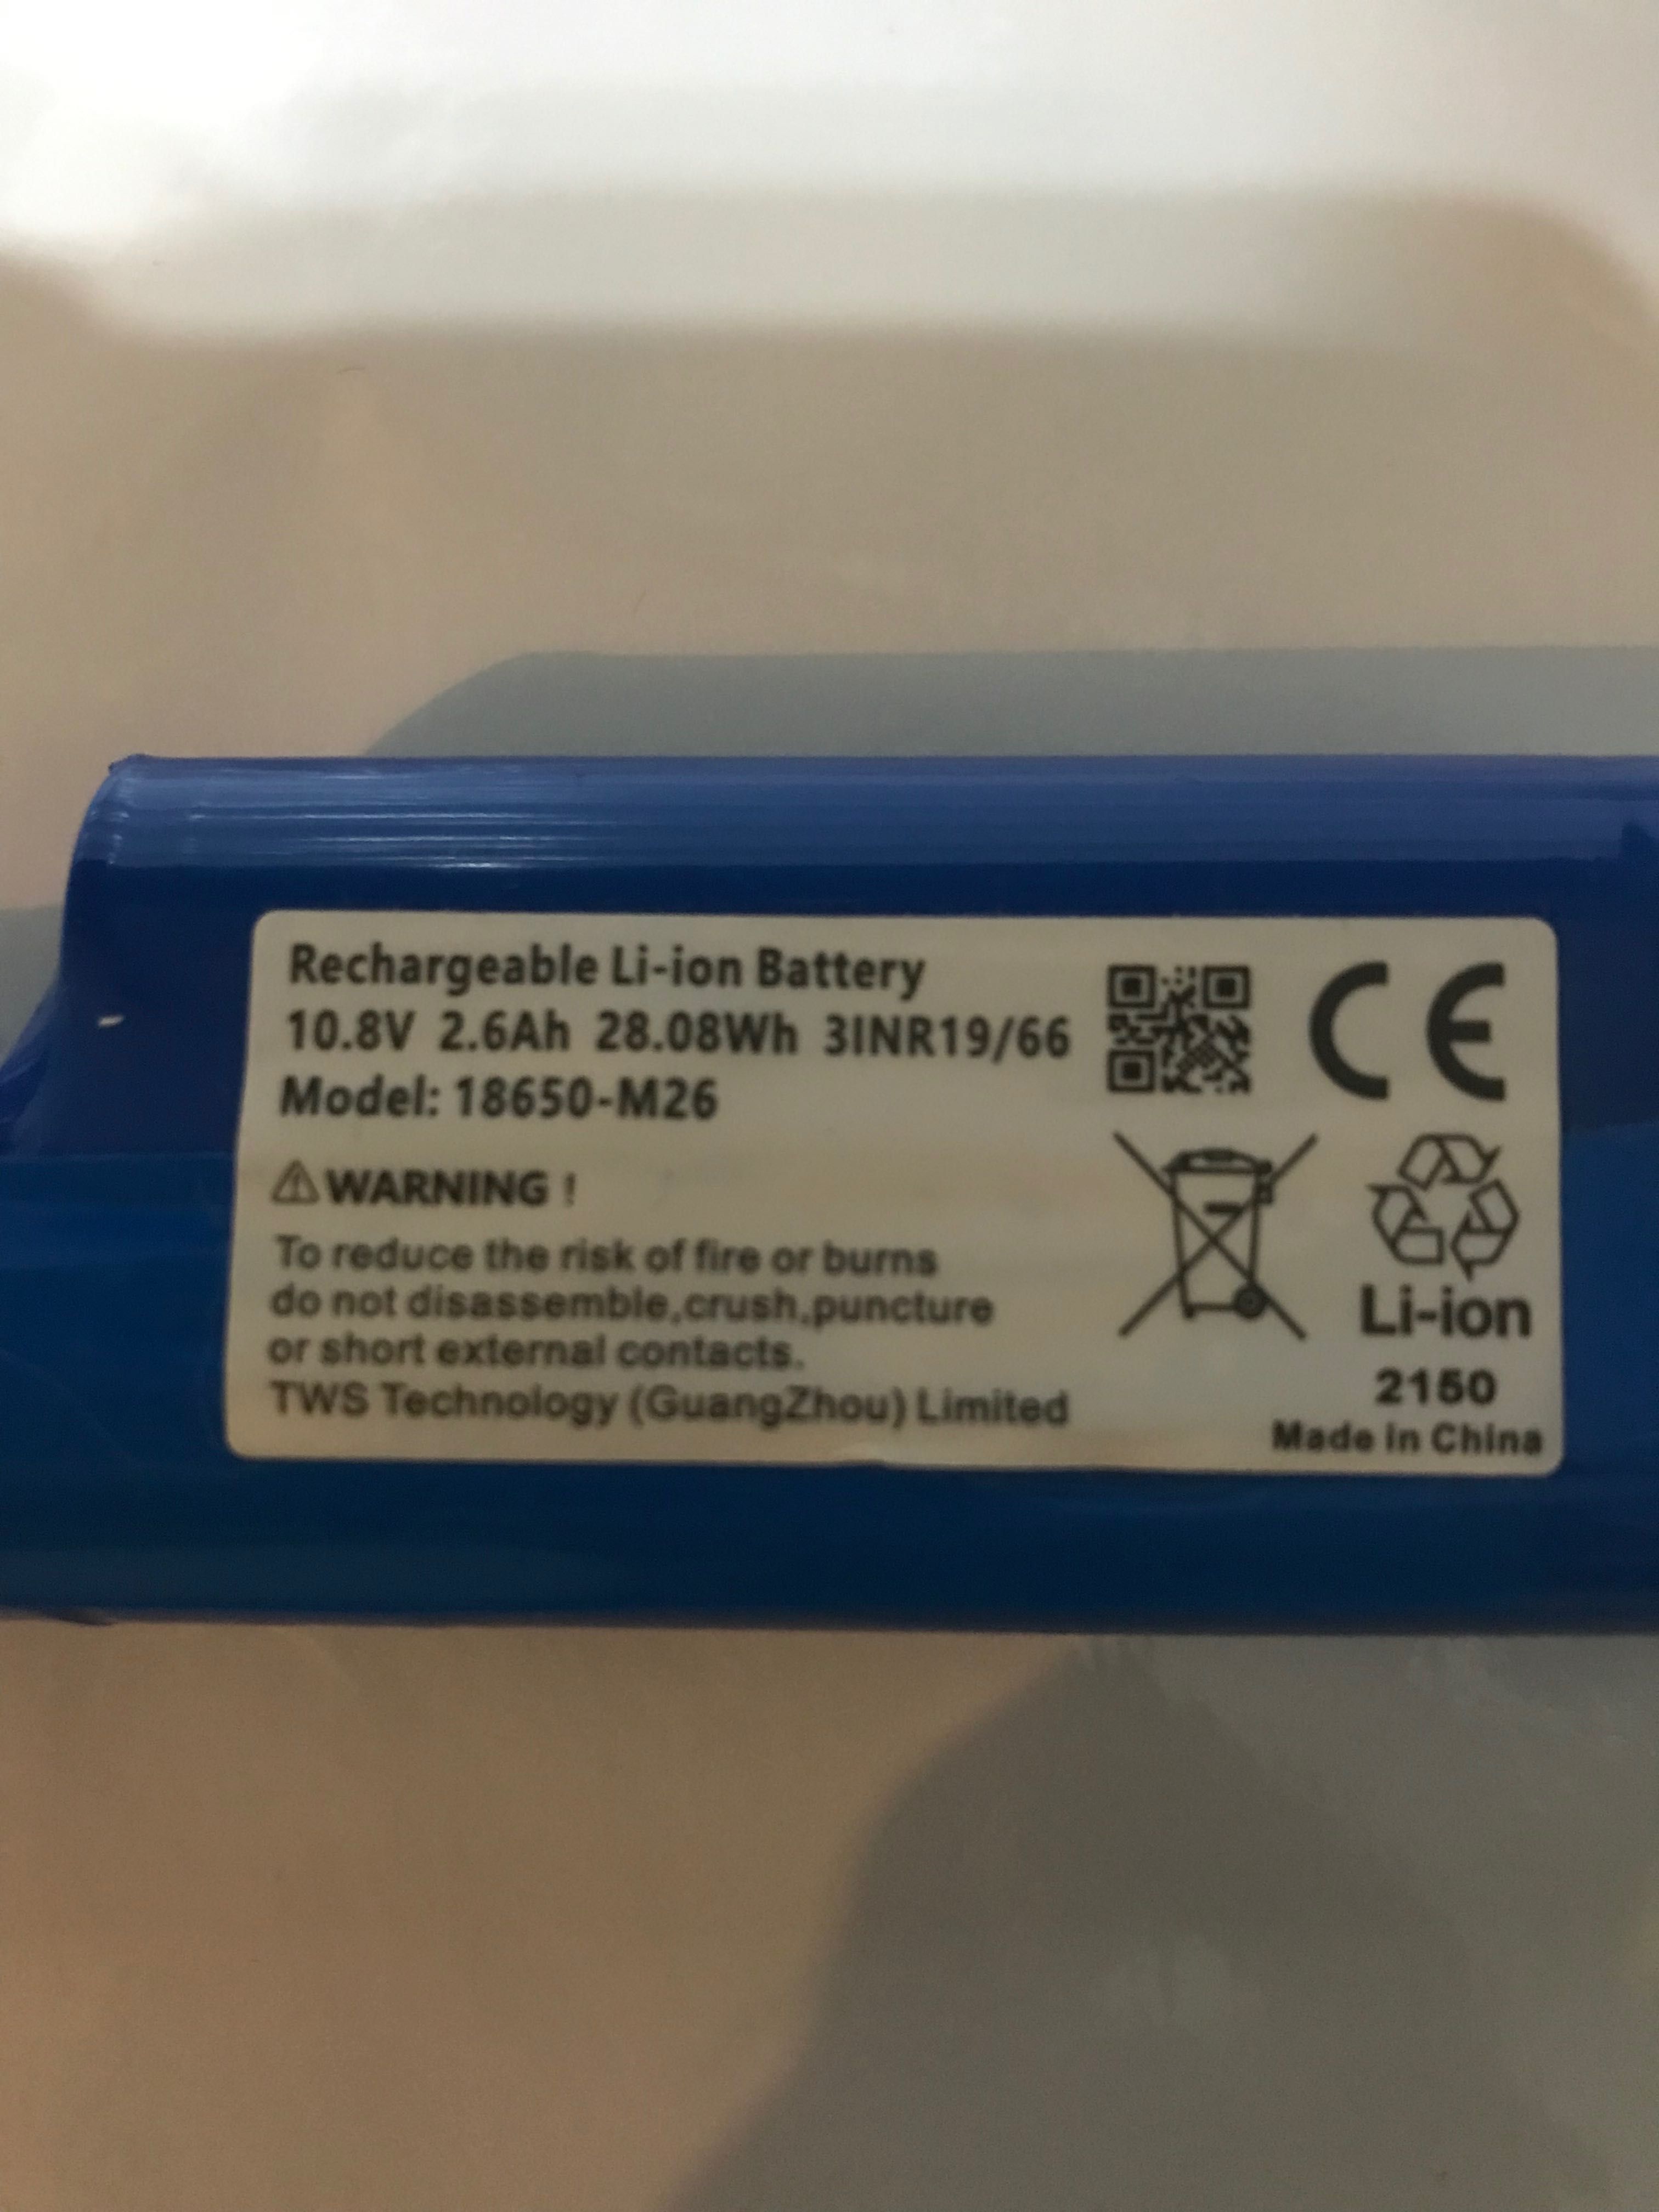 Rechargeable Li-ion Battery
10.8V 2.6Ah 28.08Wh 3INR19/66
Model: 18650-M26
CE
⚠ WARNING !
To reduce the risk of fire or burns
do not disassemble,crush,puncture
or short external contacts.
TWS Technology (GuangZhou) Limited
Li-ion
2150
Made in China